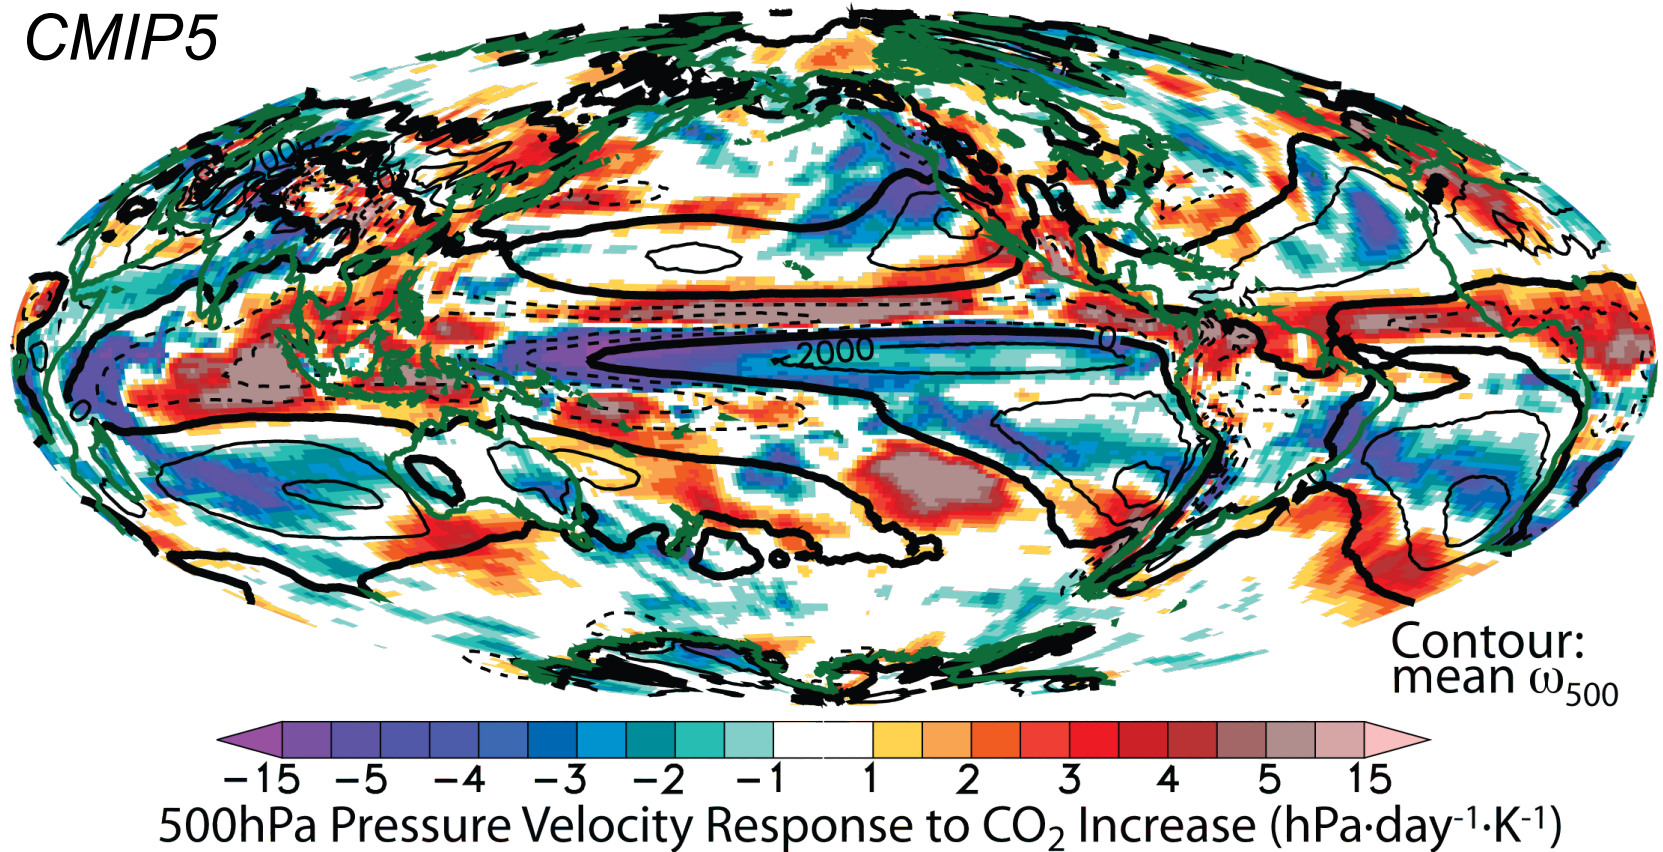 CMIP5
2000
0
0
Contour:
mean ω500
−15 −5 −4 −3 −2 −1 1 2 3 4 5 15
500hPa Pressure Velocity Response to CO2 Increase (hPa·day-1·K-1)